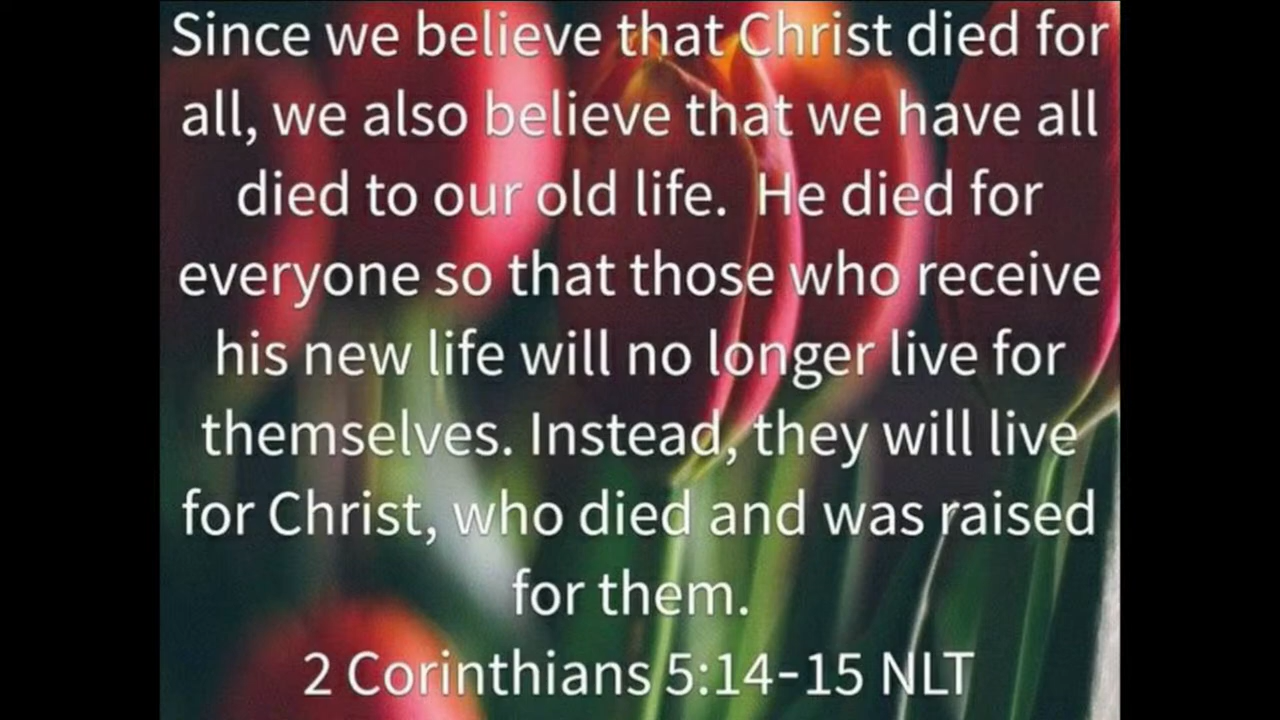 Since we believe that Christ died for
all, we also believe that we have all
died to our old life.  He died for
everyone so that those who receive
his new life will no longer live for
themselves. Instead, they will live
for Christ, who died and was raised
for them.
2 Corinthians 5:14-15 NLT